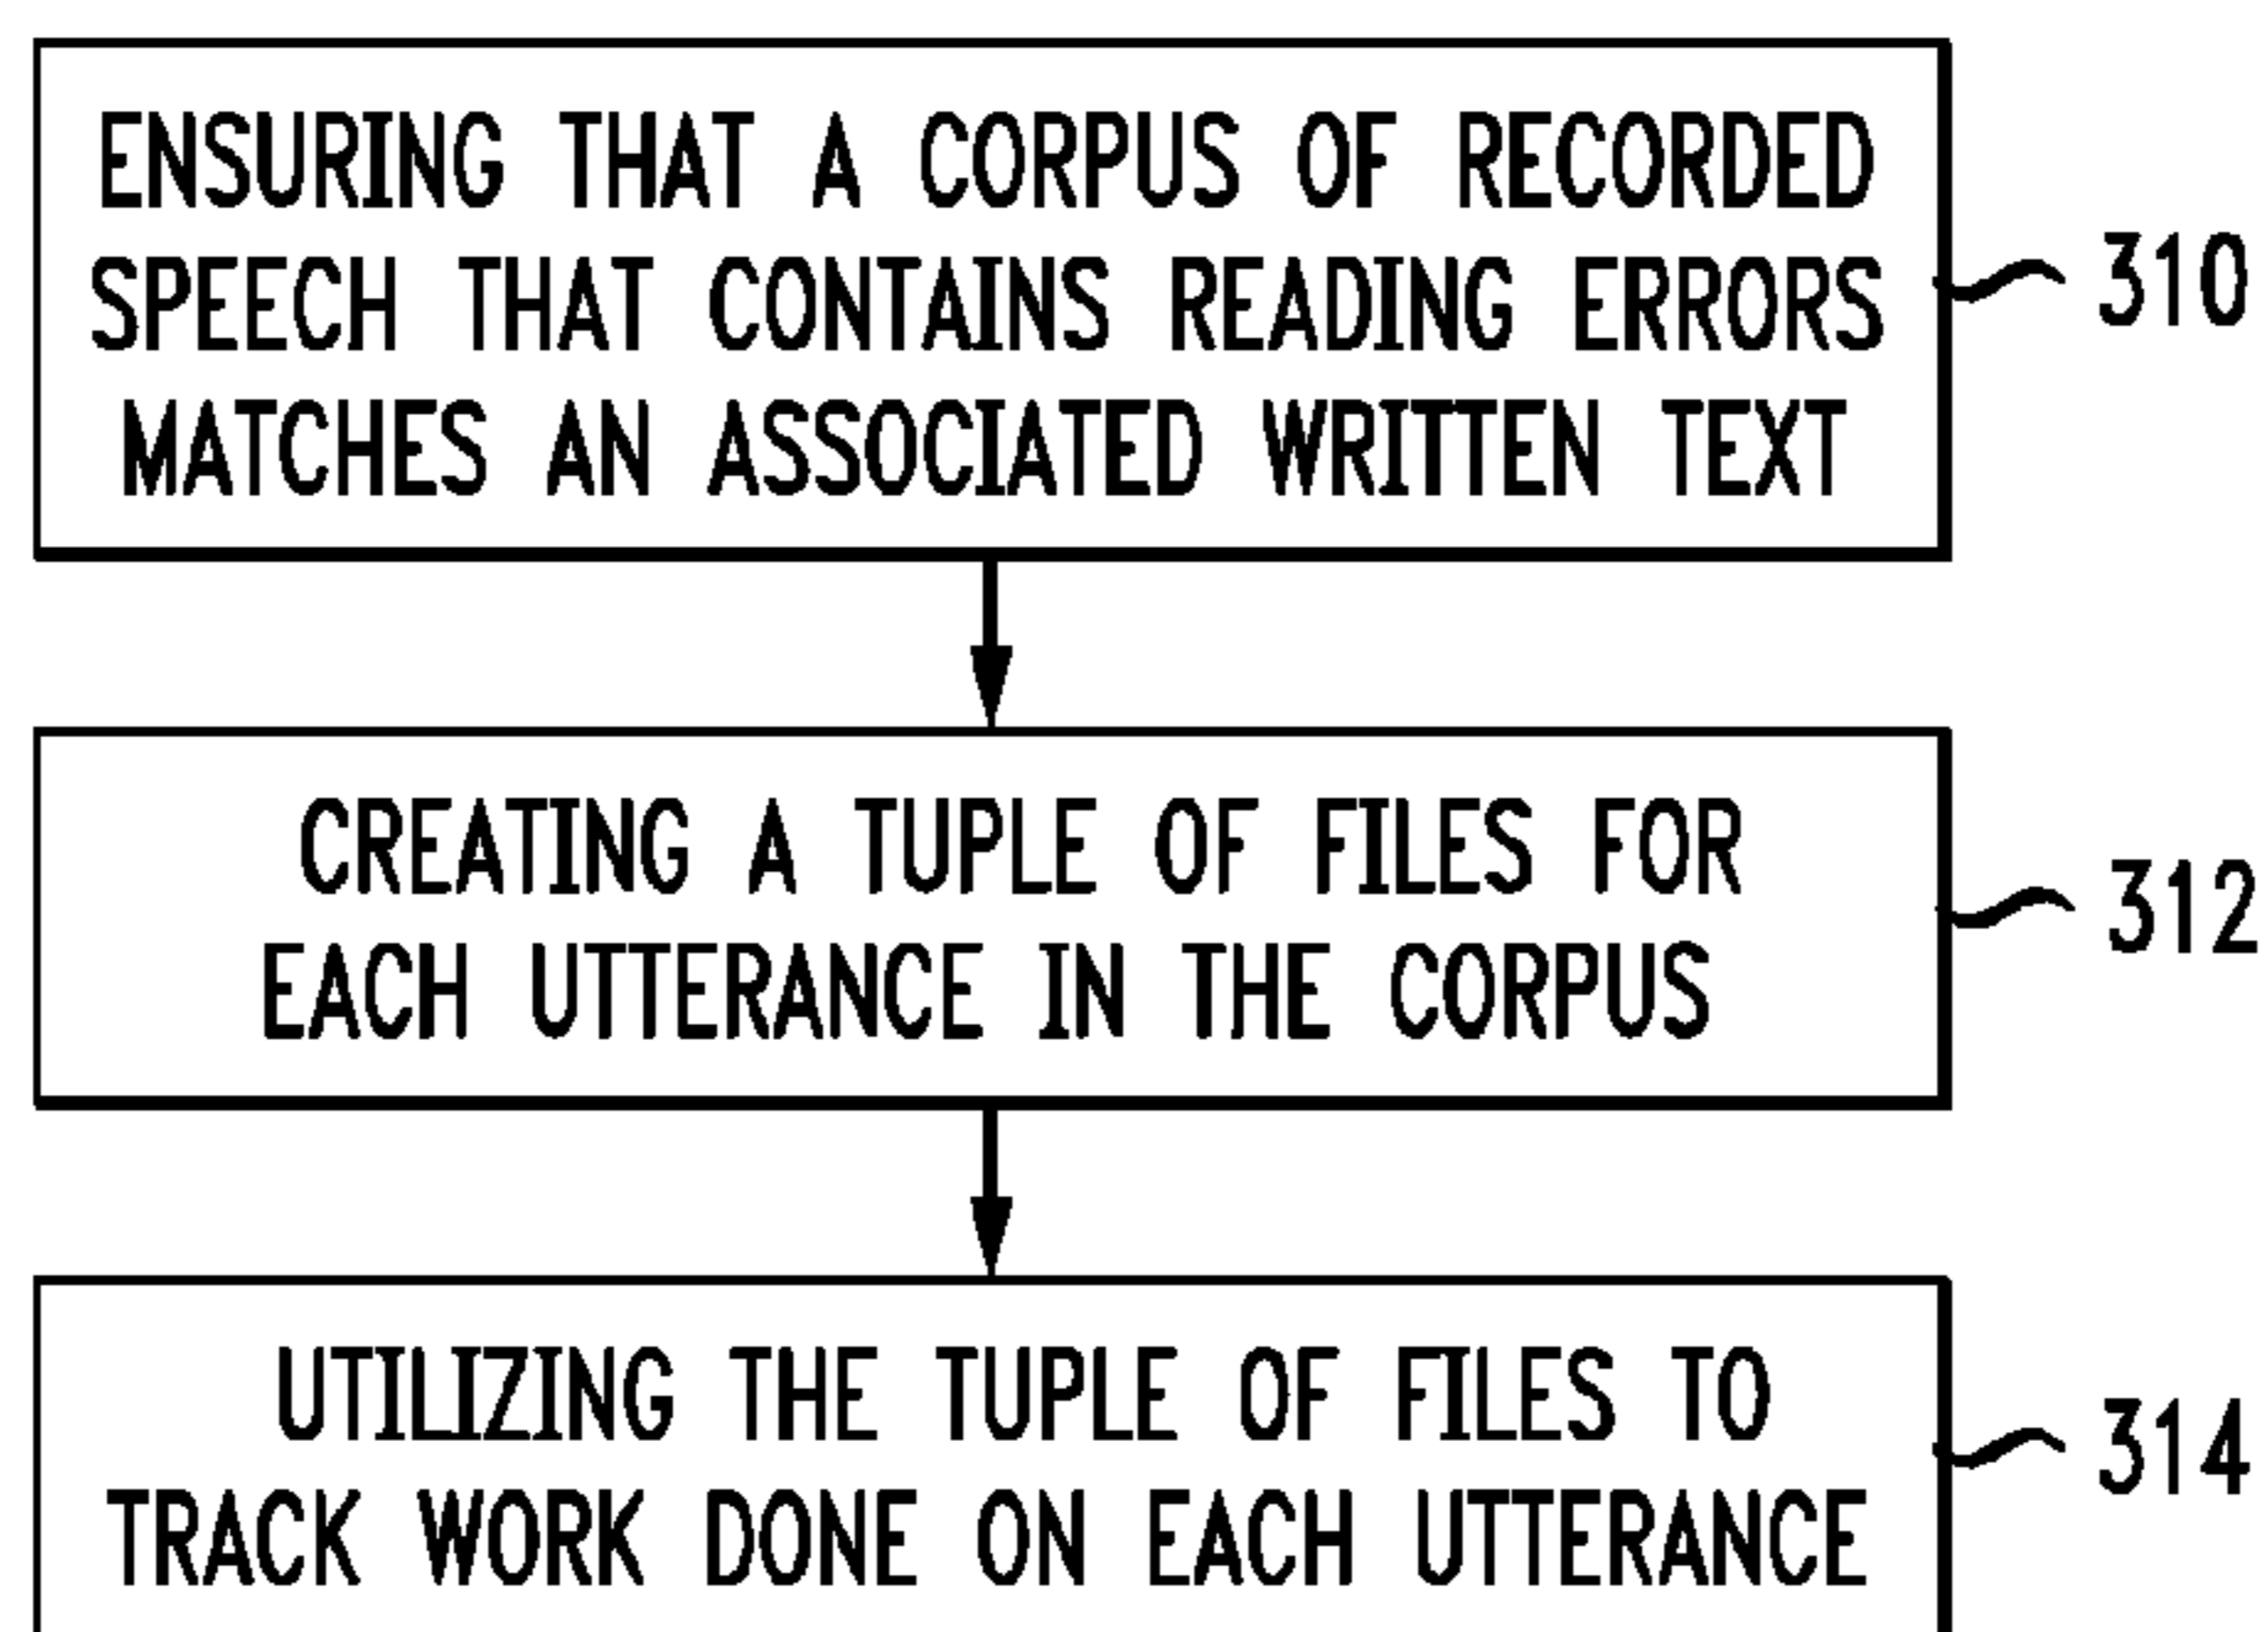 ENSURING THAT A CORPUS OF RECORDED
SPEECH THAT CONTAINS READING ERRORS
MATCHES AN ASSOCIATED WRITTEN TEXT
310
CREATING A TUPLE OF FILES FOR
EACH UTTERANCE IN THE CORPUS
312
UTILIZING THE TUPLE OF FILES TO
TRACK WORK DONE ON EACH UTTERANCE
314